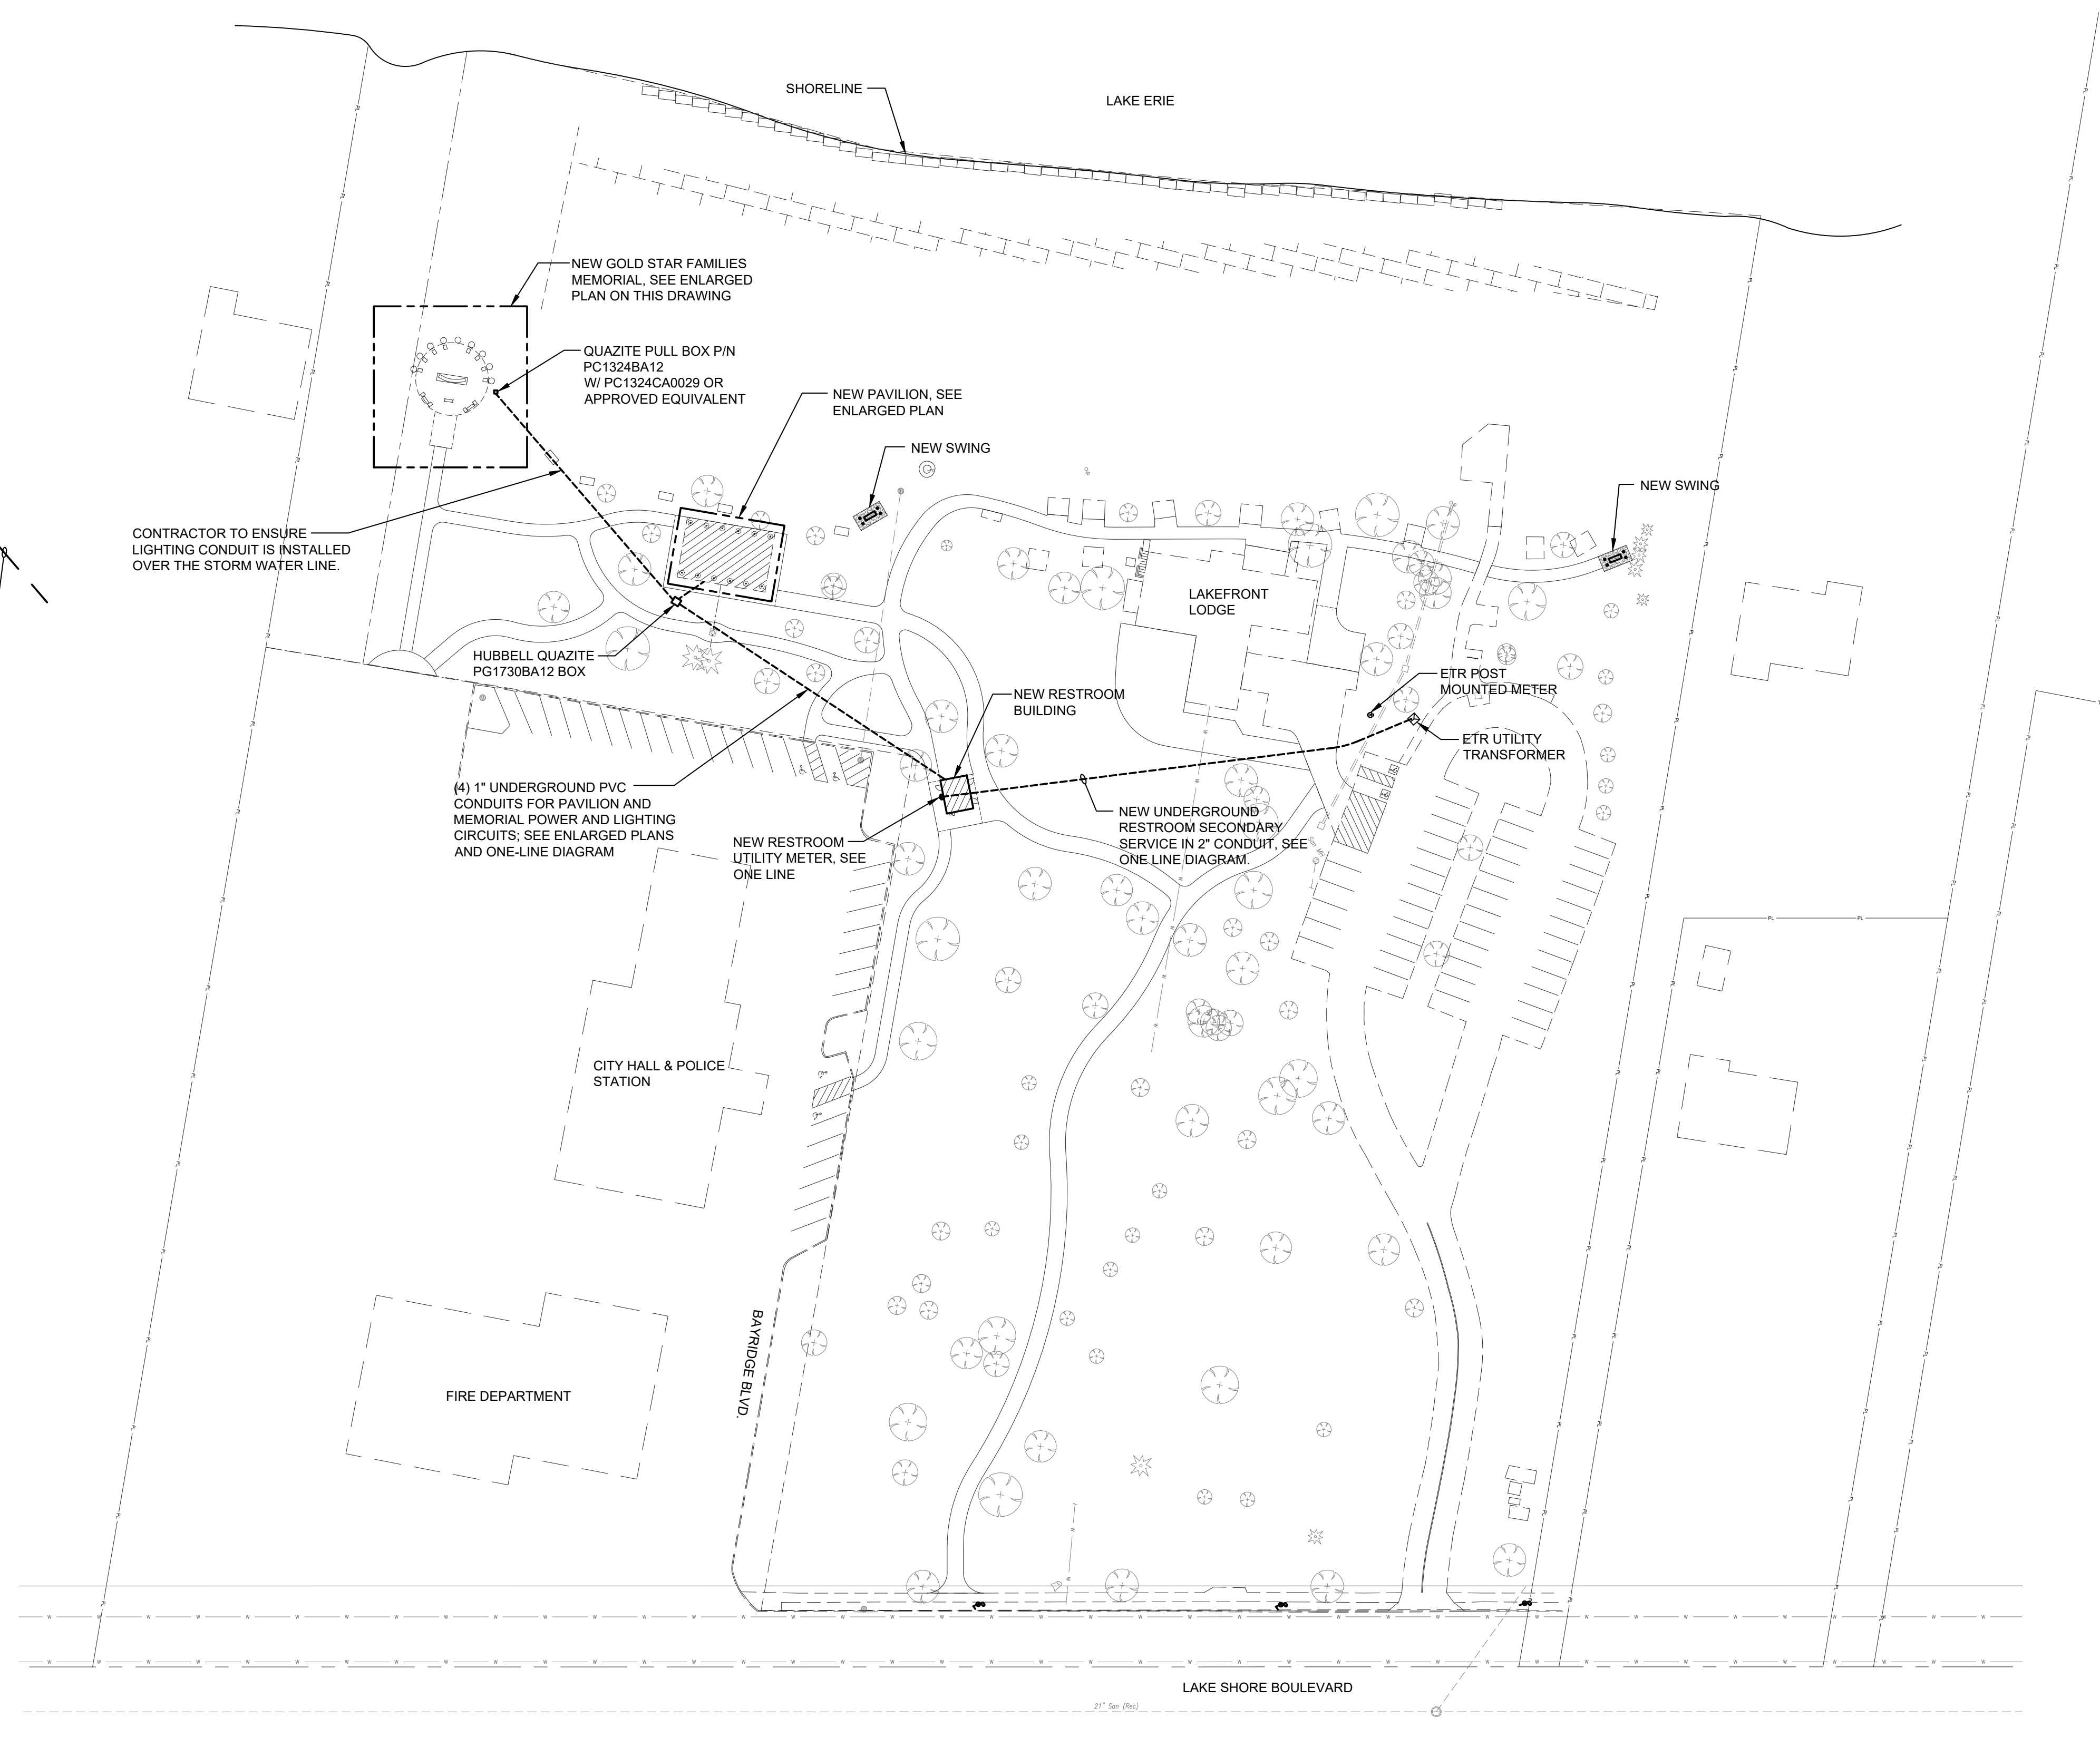 SHORELINE
LAKE ERIE
NEW GOLD STAR FAMILIES
MEMORIAL, SEE ENLARGED
PLAN ON THIS DRAWING
QUAZITE PULL BOX P/N
PC1324BA12
W/ PC1324CA0029 OR
APPROVED EQUIVALENT
NEW PAVILION, SEE
ENLARGED PLAN
NEW SWING
NEW SWING
CONTRACTOR TO ENSURE
LIGHTING CONDUIT IS INSTALLED
OVER THE STORM WATER LINE.
LAKEFRONT
LODGE
HUBBELL QUAZITE
PG1730BA12 BOX
ETR POST
MOUNTED METER
NEW RESTROOM
BUILDING
ETR UTILITY
TRANSFORMER
(4) 1" UNDERGROUND PVC
CONDUITS FOR PAVILION AND
MEMORIAL POWER AND LIGHTING
CIRCUITS; SEE ENLARGED PLANS
AND ONE-LINE DIAGRAM
NEW RESTROOM
UTILITY METER, SEE
ONE LINE
NEW UNDERGROUND
RESTROOM SECONDARY
SERVICE IN 2" CONDUIT, SEE
ONE LINE DIAGRAM.
PL PL
CITY HALL & POLICE
STATION
BAYRIDGE BLVD.
FIRE DEPARTMENT
LAKE SHORE BOULEVARD
21" San (Rec)